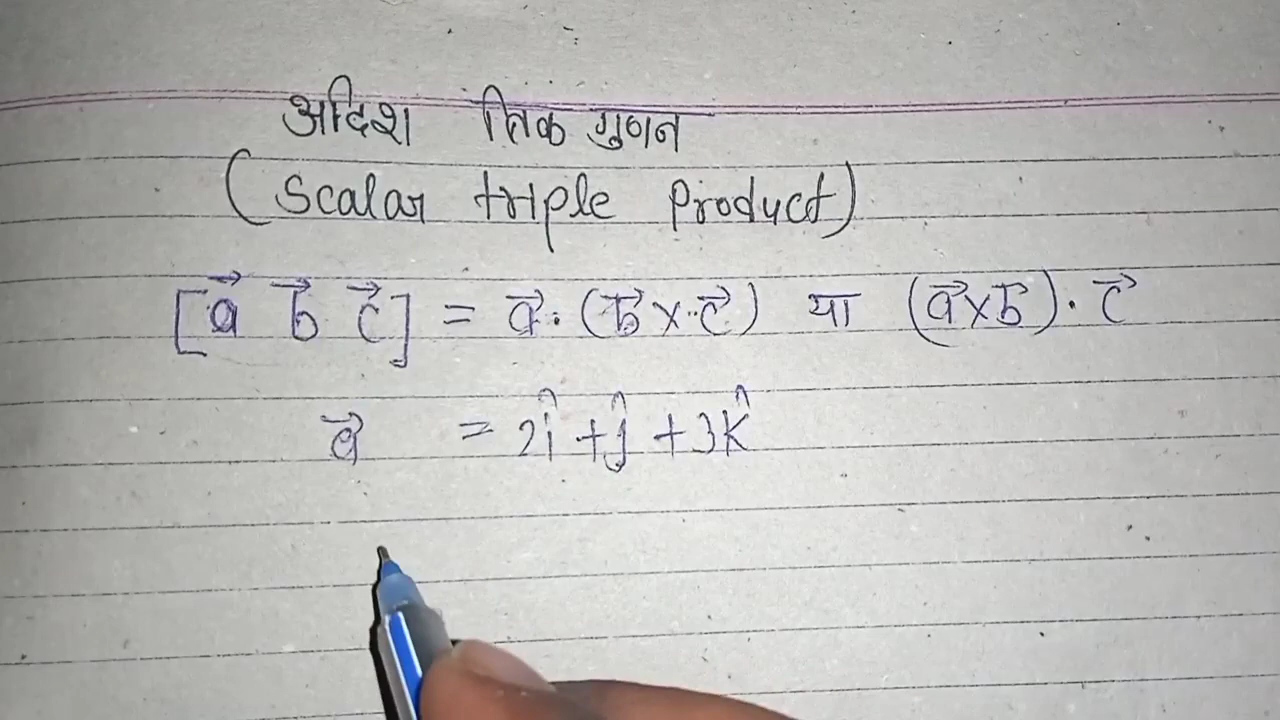 अदिश त्रिक गुणन
(Scalar triple product)
[a⃗ b⃗ c⃗] = a⃗·(b⃗×c⃗) या (a⃗×b⃗)·c⃗
a⃗ = 2î + ĵ + 3k̂